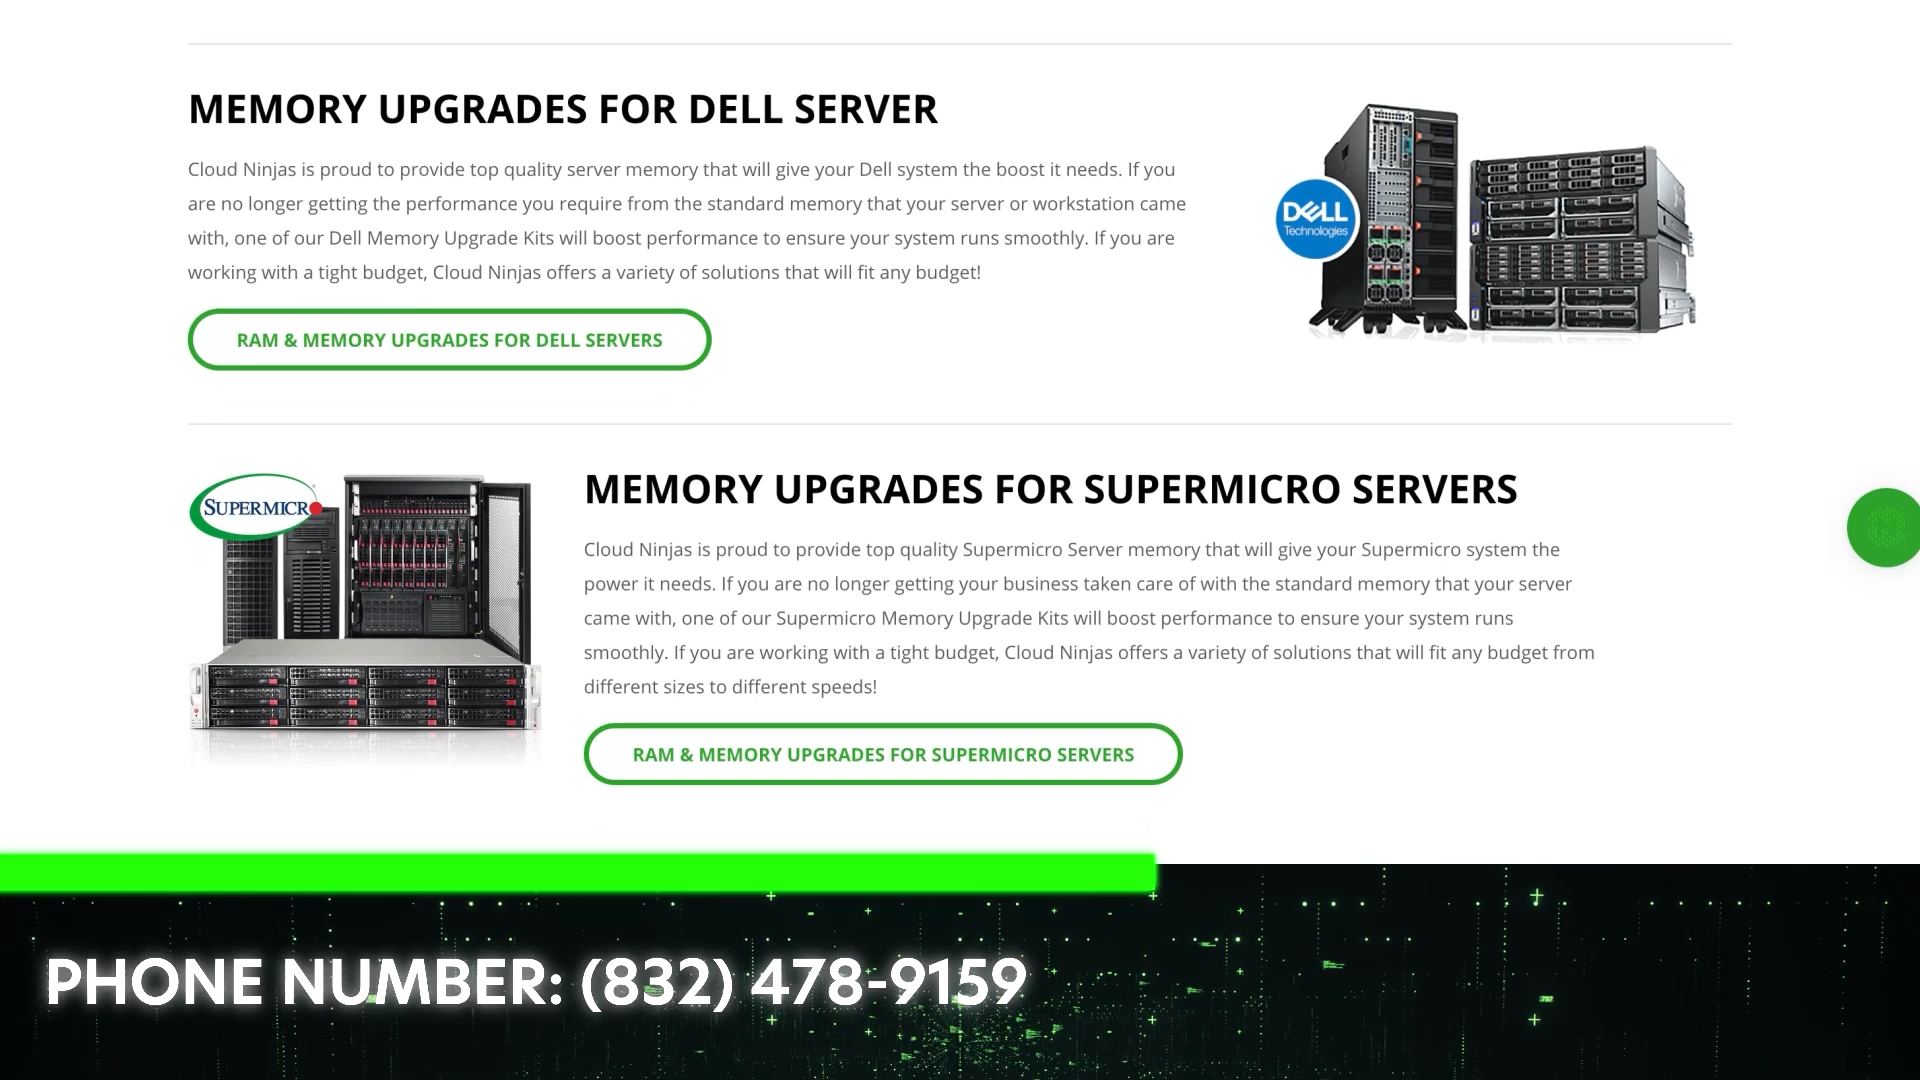 MEMORY UPGRADES FOR DELL SERVER
Cloud Ninjas is proud to provide top quality server memory that will give your Dell system the boost it needs. If you
are no longer getting the performance you require from the standard memory that your server or workstation came
with, one of our Dell Memory Upgrade Kits will boost performance to ensure your system runs smoothly. If you are
working with a tight budget, Cloud Ninjas offers a variety of solutions that will fit any budget!
RAM & MEMORY UPGRADES FOR DELL SERVERS
DELL
Technologies
SUPERMICRO
MEMORY UPGRADES FOR SUPERMICRO SERVERS
Cloud Ninjas is proud to provide top quality Supermicro Server memory that will give your Supermicro system the
power it needs. If you are no longer getting your business taken care of with the standard memory that your server
came with, one of our Supermicro Memory Upgrade Kits will boost performance to ensure your system runs
smoothly. If you are working with a tight budget, Cloud Ninjas offers a variety of solutions that will fit any budget from
different sizes to different speeds!
RAM & MEMORY UPGRADES FOR SUPERMICRO SERVERS
PHONE NUMBER: (832) 478-9159